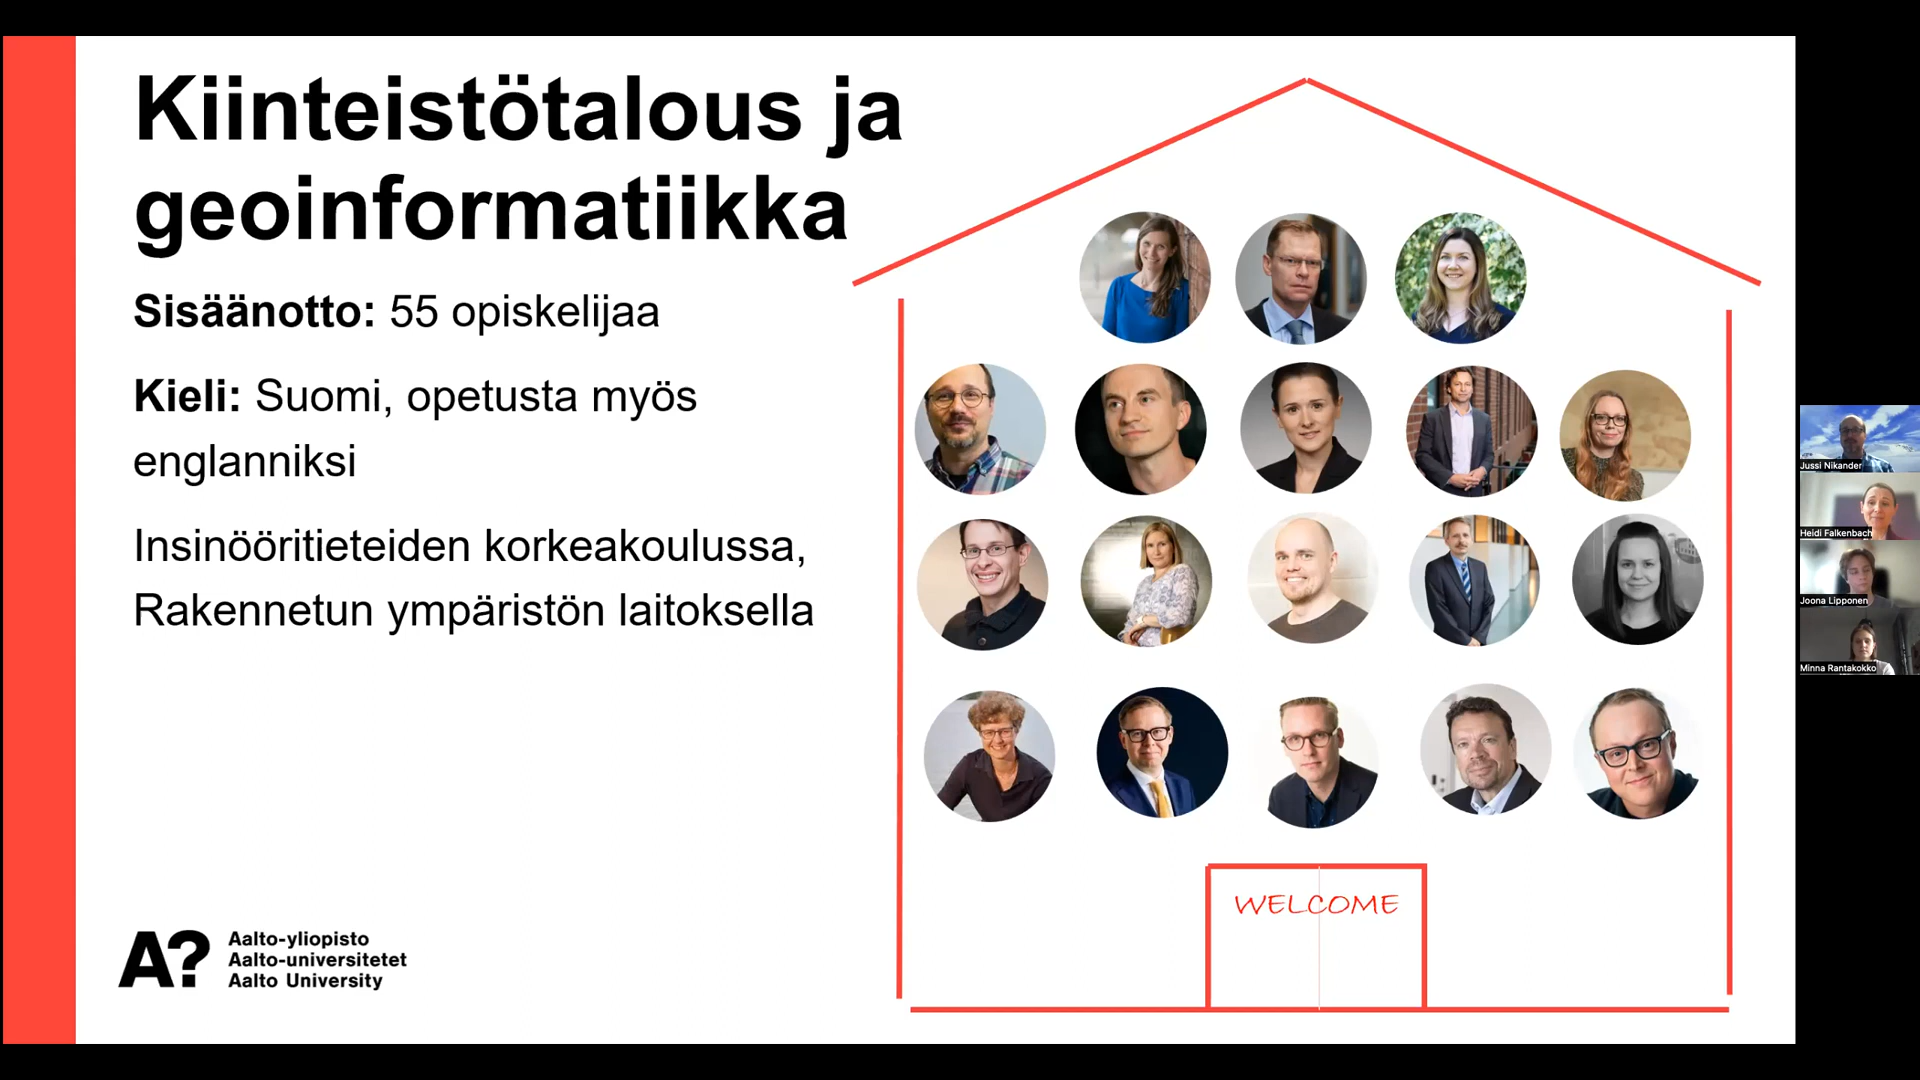 Kiinteistötalous ja
geoinformatiikka
Sisäänotto: 55 opiskelijaa
Kieli: Suomi, opetusta myös
englanniksi
Insinööritieteiden korkeakoulussa,
Rakennetun ympäristön laitoksella
WELCOME
A?
Aalto-yliopisto
Aalto-universitetet
Aalto University
Jussi Nikander
Heidi Falkenbach
Joona Lipponen
Minna Rantakokko